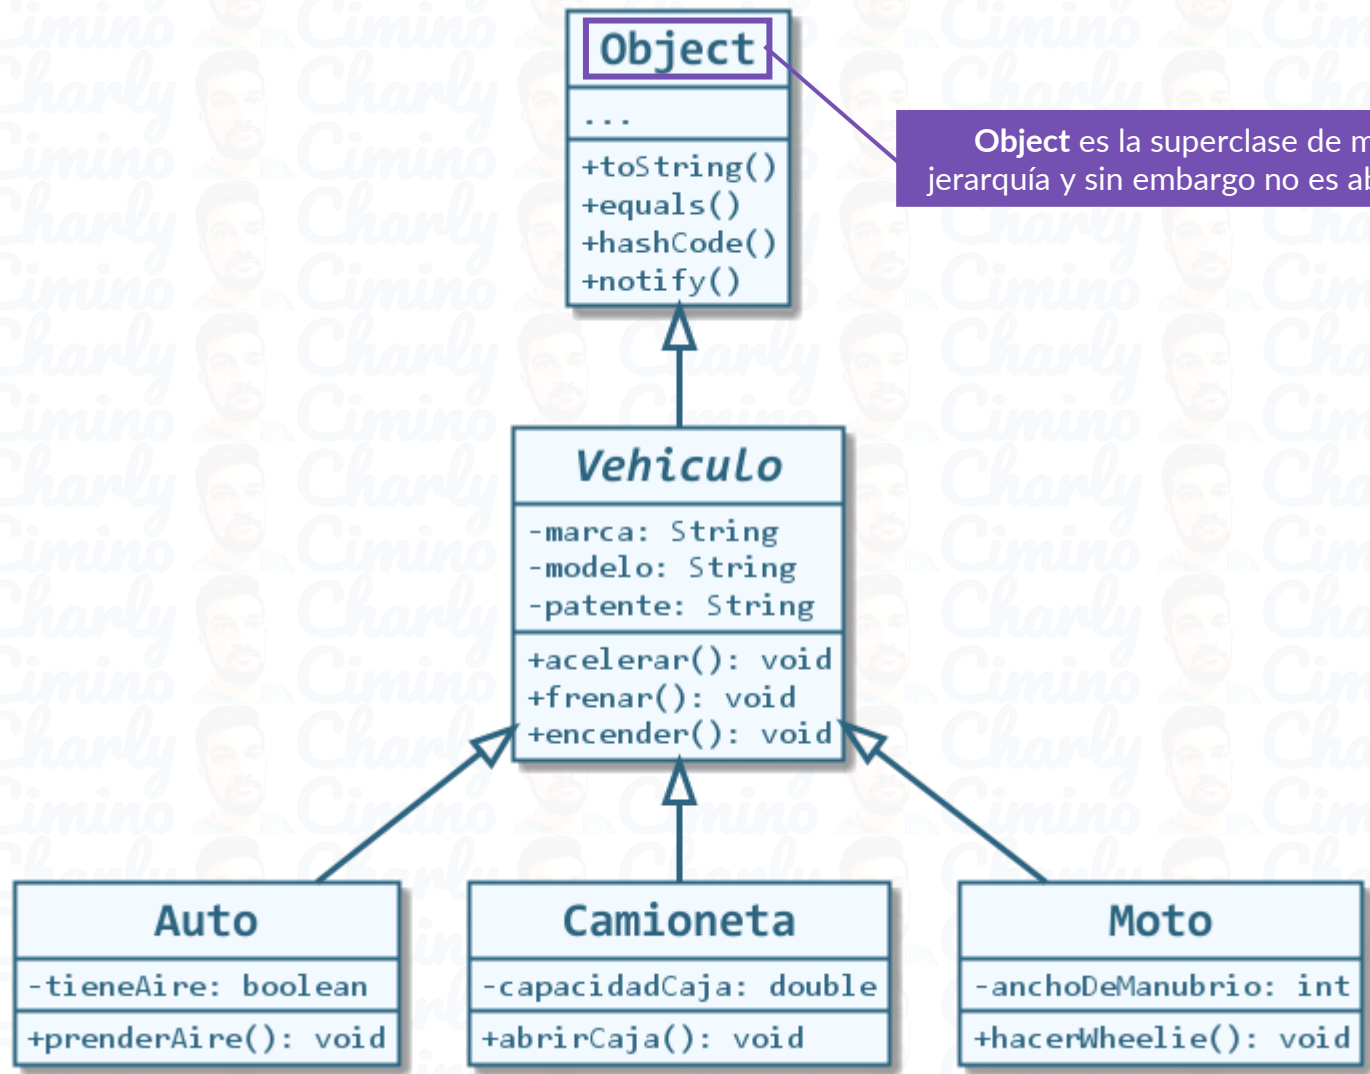 Object
...
+toString()
+equals()
+hashCode()
+notify()
Object es la superclase de
jerarquía y sin embargo no es
Vehiculo
-marca: String
-modelo: String
-patente: String
+acelerar(): void
+frenar(): void
+encender(): void
Auto
-tieneAire: boolean
+prenderAire(): void
Camioneta
-capacidadCaja: double
+abrirCaja(): void
Moto
-anchoDeManubrio: int
+hacerWheelie(): void
Charly
Cimino